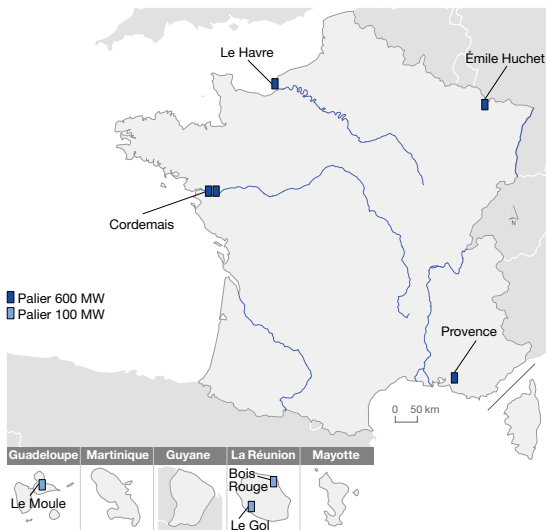 Le Havre
Émile Huchet
Cordemais
N
Palier 600 MW
Palier 100 MW
Provence
0 50 km
Guadeloupe Martinique Guyane La Réunion Mayotte
Le Moule
Bois
Rouge
Le Gol